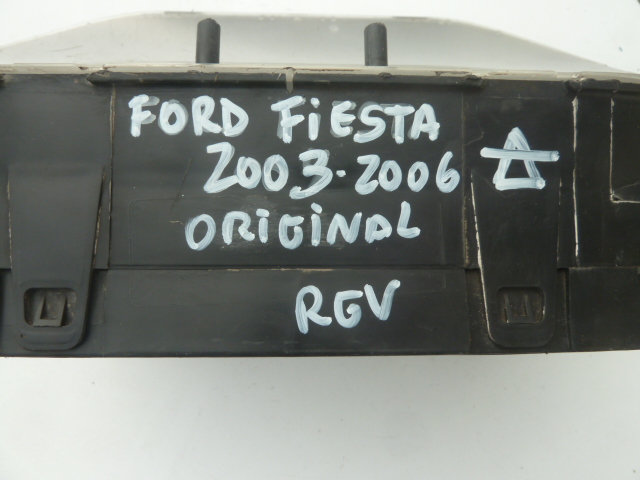 FORD FiESTA
2003-2006
ORiGiNAL
RGV